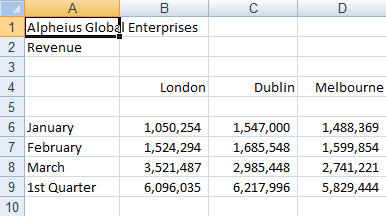 A B C D
1 Alpheius Global Enterprises
2 Revenue
3
4 London Dublin Melbourne
5
6 January 1,050,254 1,547,000 1,488,369
7 February 1,524,294 1,685,548 1,599,854
8 March 3,521,487 2,985,448 2,741,221
9 1st Quarter 6,096,035 6,217,996 5,829,444
10